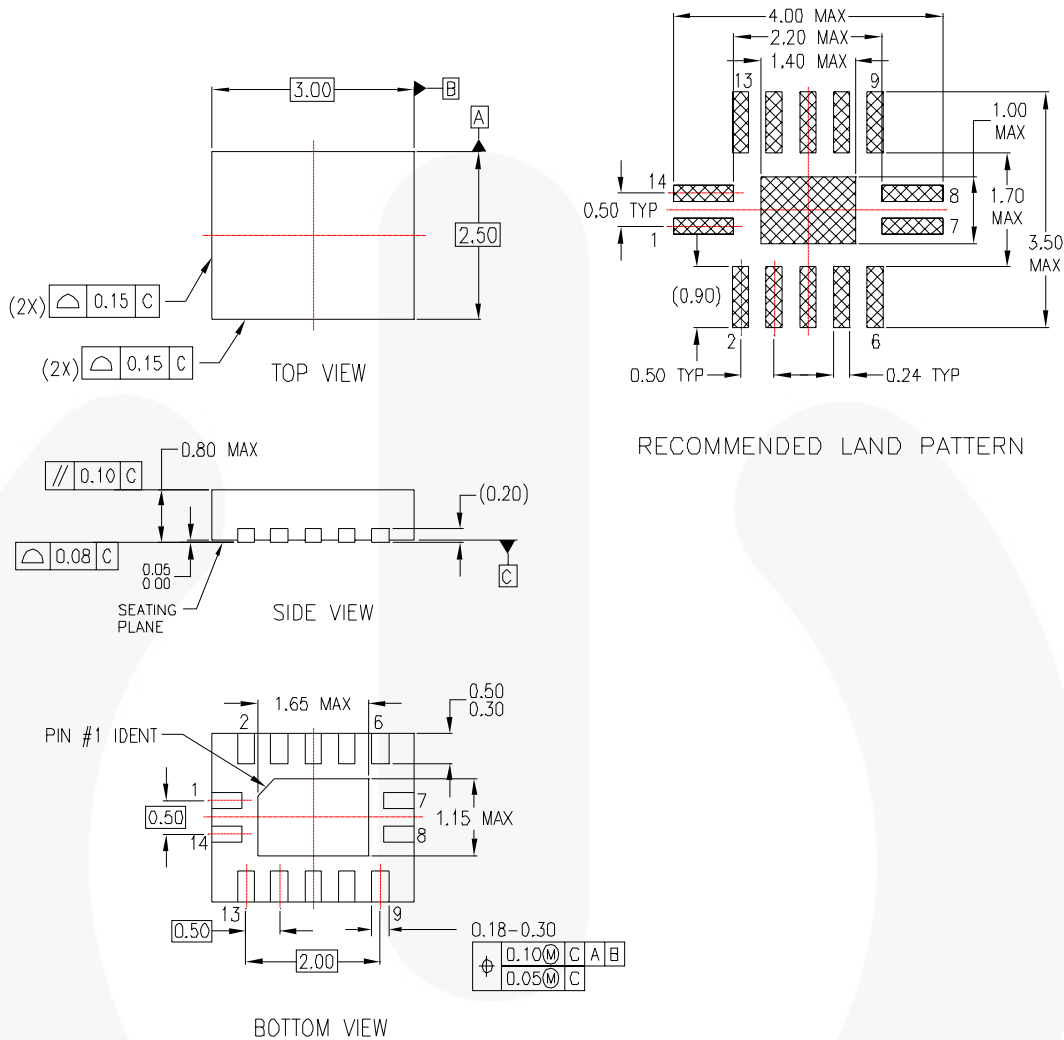 3.00
B
A
2.50
(2X) ⌓ 0.15 C
(2X) ⌓ 0.15 C
TOP VIEW
4.00 MAX
2.20 MAX
1.40 MAX
13
9
1.00
MAX
14
8
0.50 TYP
1.70
MAX
1
7
3.50
MAX
(0.90)
2
6
0.50 TYP
0.24 TYP
RECOMMENDED LAND PATTERN
0.80 MAX
// 0.10 C
(0.20)
⌓ 0.08 C
0.05
0.00
C
SEATING
PLANE
SIDE VIEW
1.65 MAX
0.50
0.30
2
6
PIN #1 IDENT
1
7
0.50
1.15 MAX
14
8
13
9
0.50
0.18-0.30
2.00
⌖ 0.10Ⓜ C A B
0.05Ⓜ C
BOTTOM VIEW